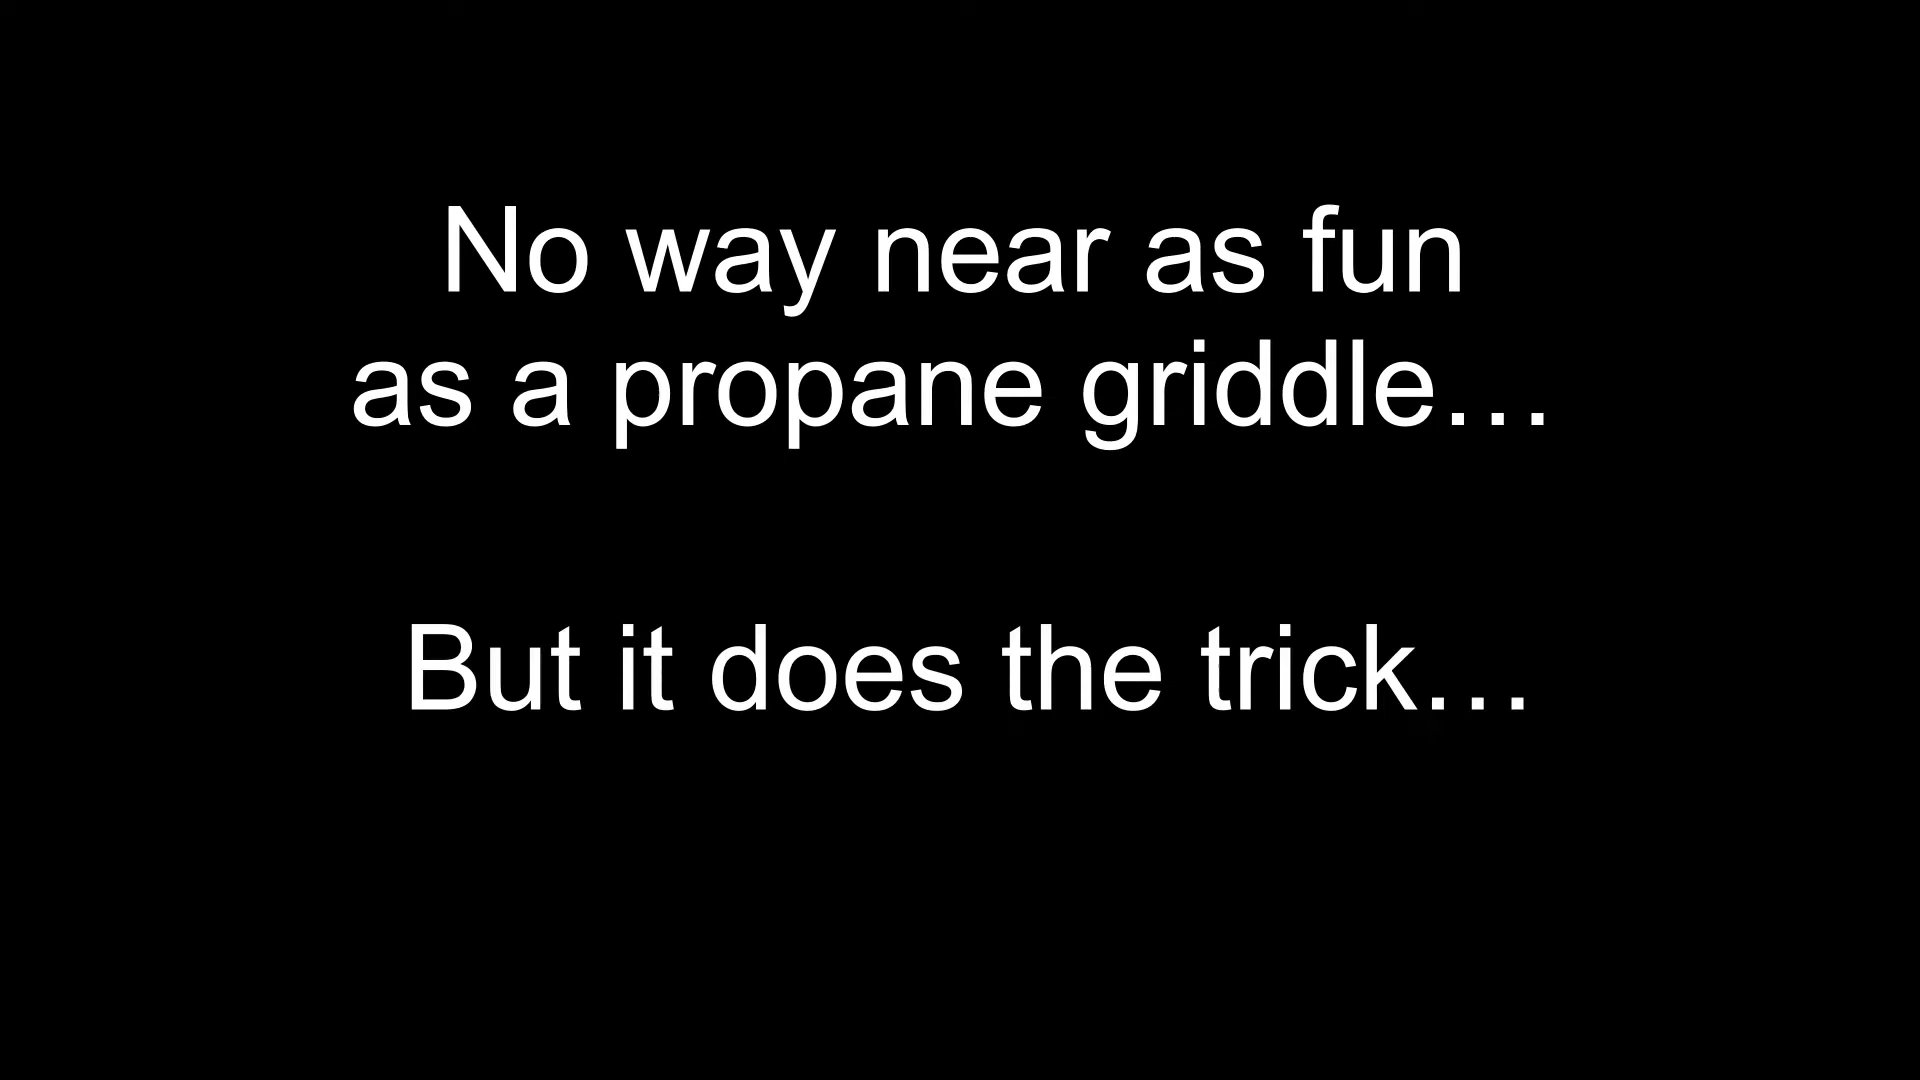 No way near as fun
as a propane griddle…
But it does the trick…